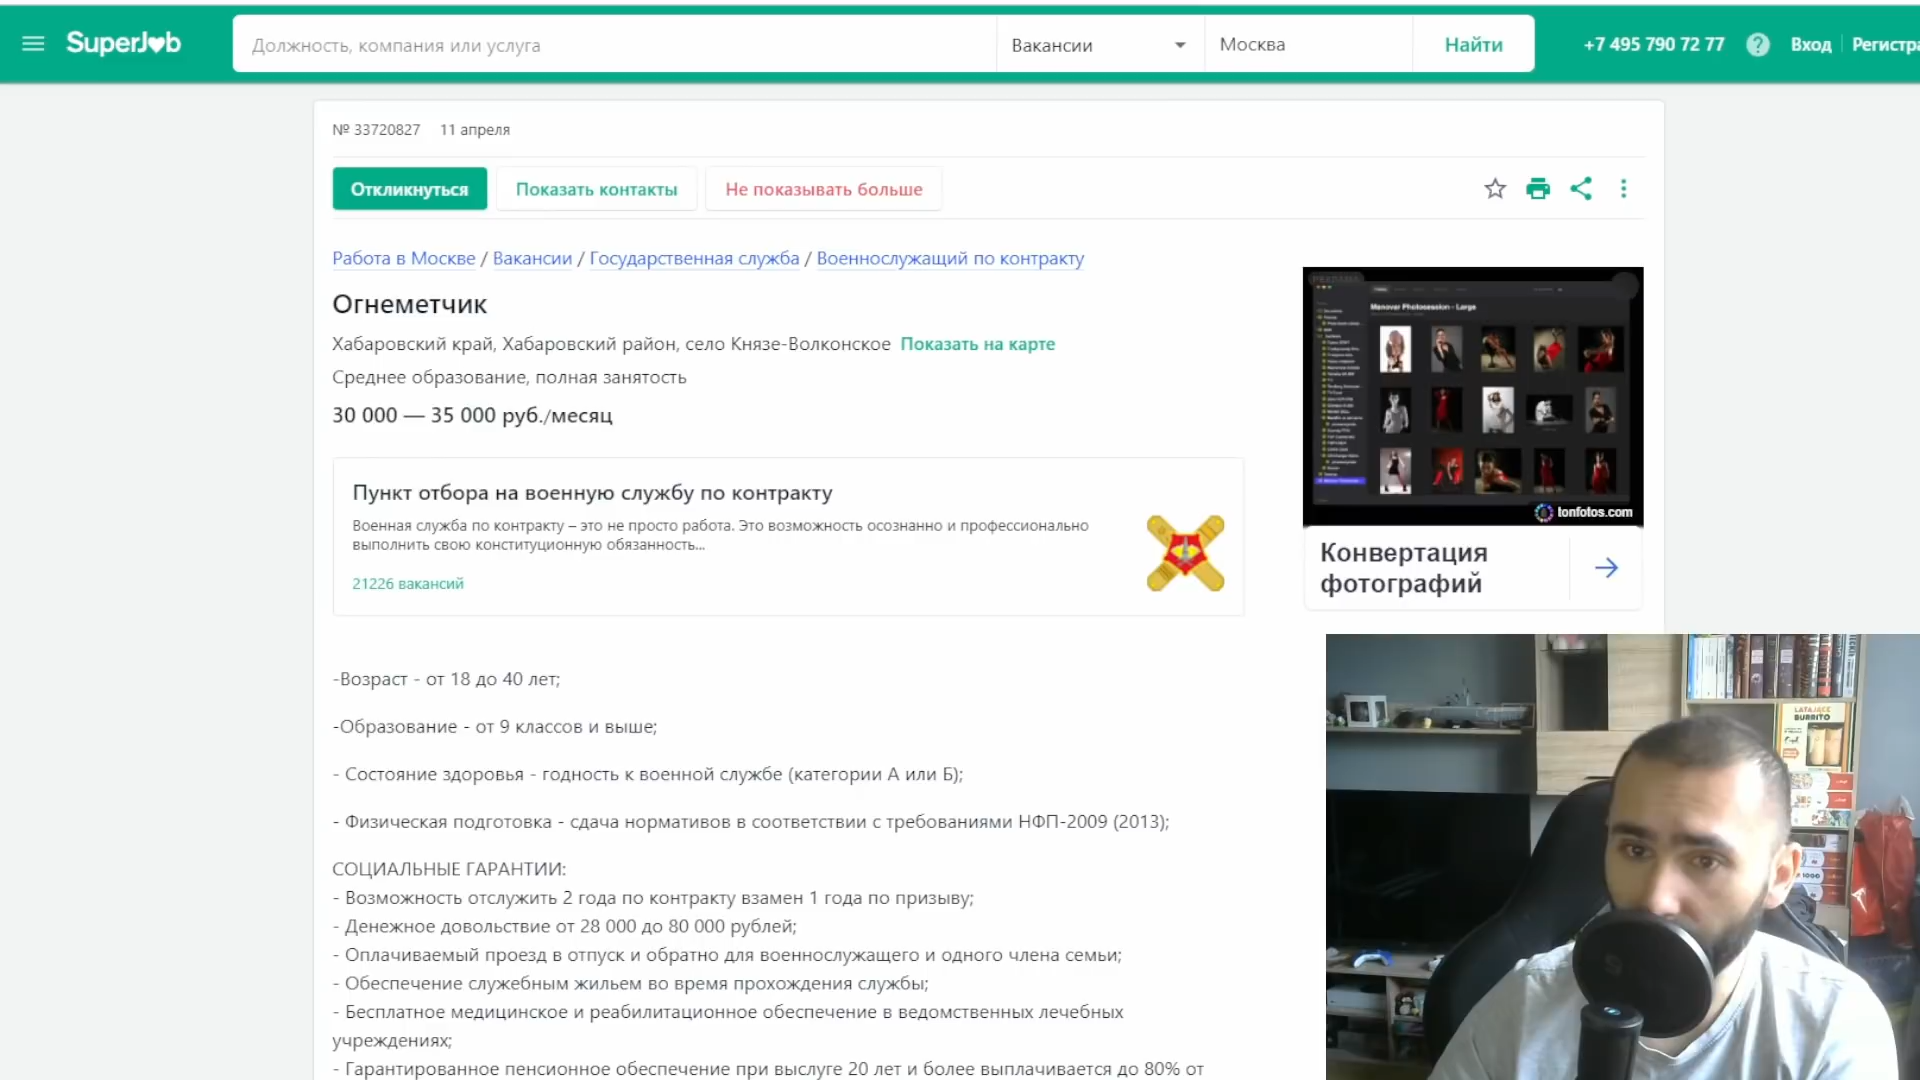 SuperJob
Должность, компания или услуга
Вакансии
Москва
Найти
+7 495 790 72 77
?
Вход
Регистра
№ 33720827 11 апреля
Откликнуться
Показать контакты
Не показывать больше
Работа в Москве / Вакансии / Государственная служба / Военнослужащий по контракту
Огнеметчик
Хабаровский край, Хабаровский район, село Князе-Волконское Показать на карте
Среднее образование, полная занятость
30 000 — 35 000 руб./месяц
Пункт отбора на военную службу по контракту
Военная служба по контракту – это не просто работа. Это возможность осознанно и профессионально
выполнить свою конституционную обязанность...
21226 вакансий
Manovar Photosession - Large
tonfotos.com
Конвертация
фотографий
-Возраст - от 18 до 40 лет;
-Образование - от 9 классов и выше;
- Состояние здоровья - годность к военной службе (категории А или Б);
- Физическая подготовка - сдача нормативов в соответствии с требованиями НФП-2009 (2013);
СОЦИАЛЬНЫЕ ГАРАНТИИ:
- Возможность отслужить 2 года по контракту взамен 1 года по призыву;
- Денежное довольствие от 28 000 до 80 000 рублей;
- Оплачиваемый проезд в отпуск и обратно для военнослужащего и одного члена семьи;
- Обеспечение служебным жильем во время прохождения службы;
- Бесплатное медицинское и реабилитационное обеспечение в ведомственных лечебных
учреждениях;
- Гарантированное пенсионное обеспечение при выслуге 20 лет и более выплачивается до 80% от
LATAJĄCE
BURRITO